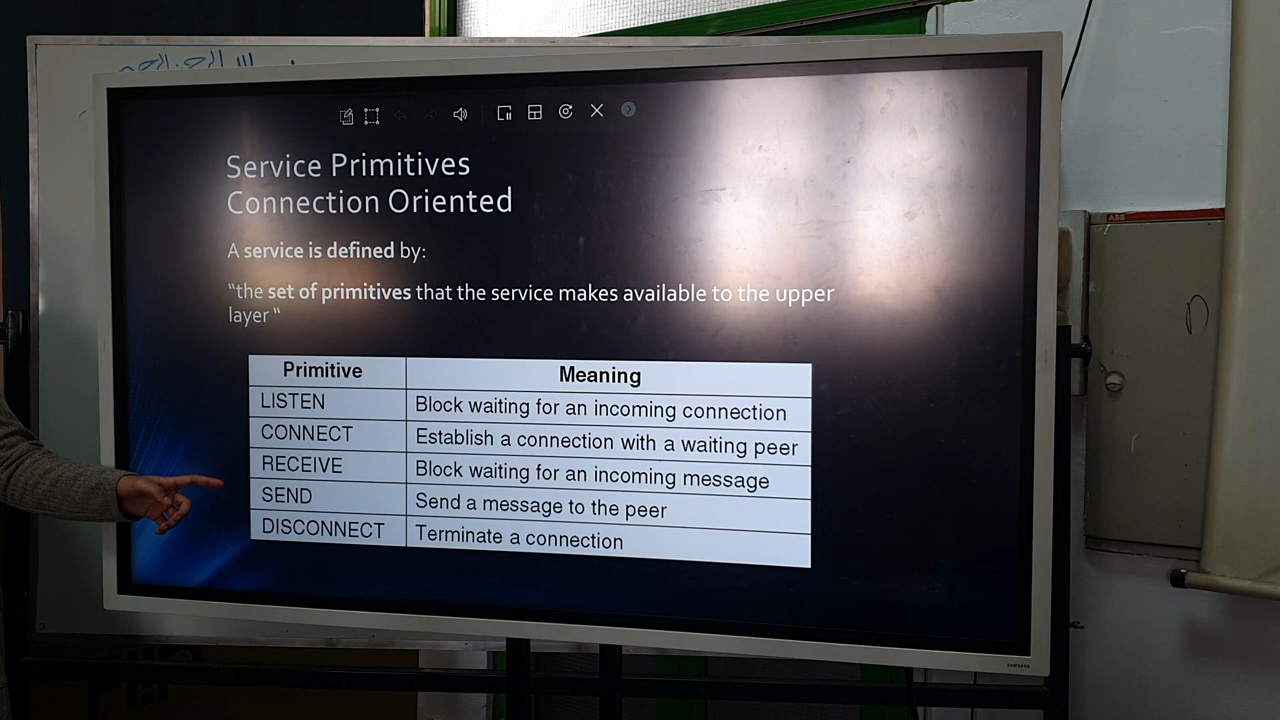 ABB
Service Primitives
Connection Oriented
A service is defined by:
“the set of primitives that the service makes available to the upper
layer “
Primitive Meaning
LISTEN Block waiting for an incoming connection
CONNECT Establish a connection with a waiting peer
RECEIVE Block waiting for an incoming message
SEND Send a message to the peer
DISCONNECT Terminate a connection
SAMSUNG